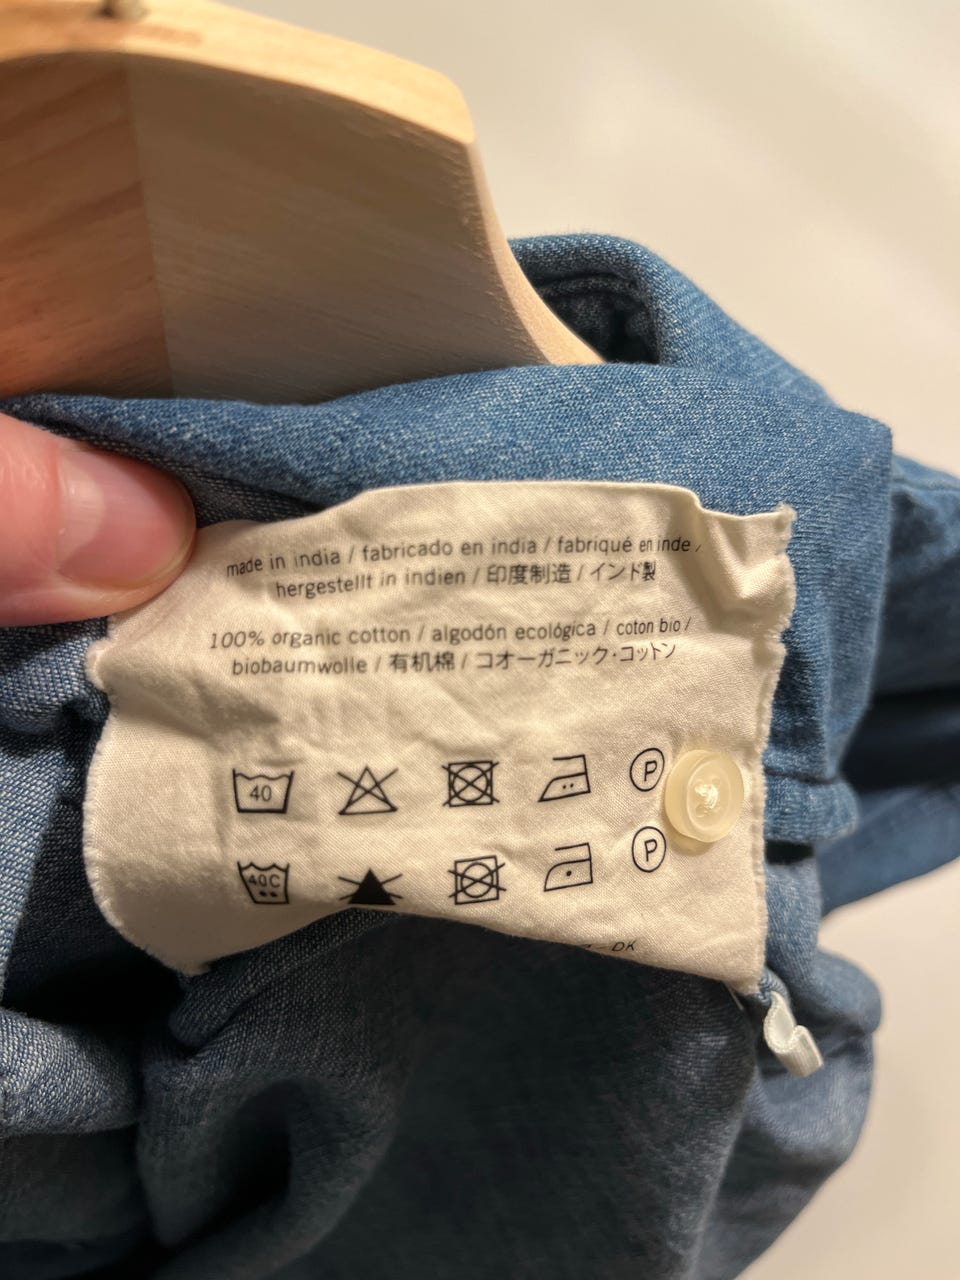 made in india / fabricado en india / fabriqué en inde /
hergestellt in indien / 印度制造 / インド製
100% organic cotton / algodón ecológica / coton bio /
biobaumwolle / 有机棉 / コオーガニック・コットン
40 P
40C P
DK